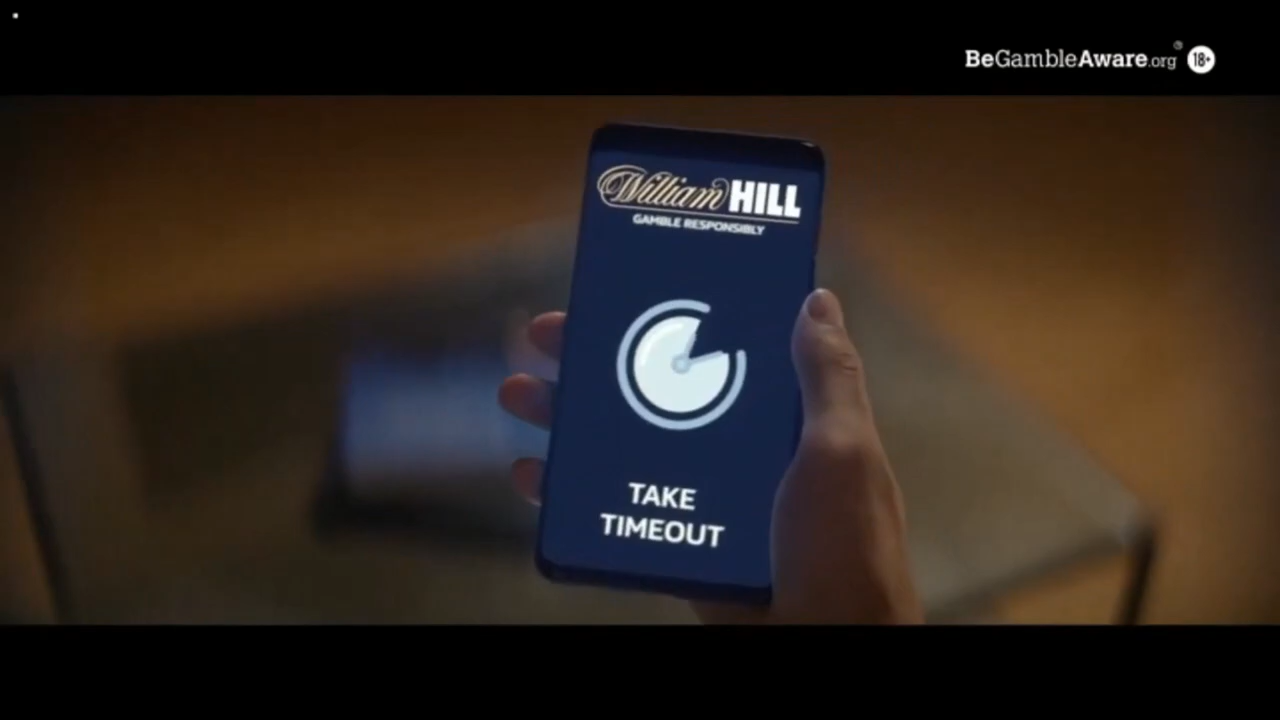 BeGambleAware.org® 18+
William HILL
GAMBLE RESPONSIBLY
TAKE
TIMEOUT